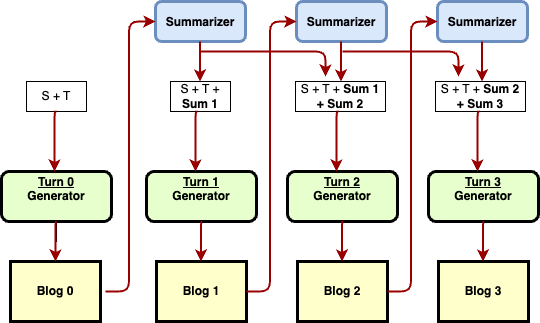 Summarizer
Summarizer
Summarizer
S + T
S + T +
Sum 1
S + T + Sum 1
+ Sum 2
S + T + Sum 2
+ Sum 3
Turn 0
Generator
Turn 1
Generator
Turn 2
Generator
Turn 3
Generator
Blog 0
Blog 1
Blog 2
Blog 3